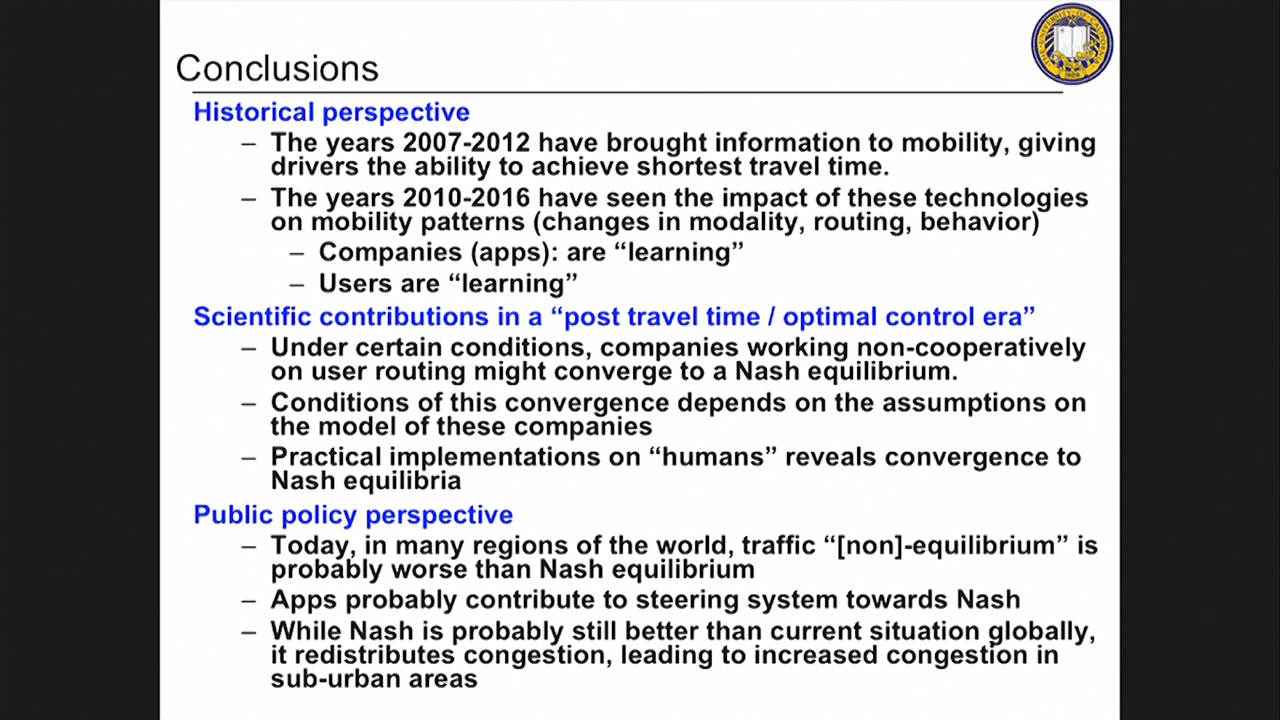 Conclusions
Historical perspective
– The years 2007-2012 have brought information to mobility, giving
drivers the ability to achieve shortest travel time.
– The years 2010-2016 have seen the impact of these technologies
on mobility patterns (changes in modality, routing, behavior)
– Companies (apps): are “learning”
– Users are “learning”
Scientific contributions in a “post travel time / optimal control era”
– Under certain conditions, companies working non-cooperatively
on user routing might converge to a Nash equilibrium.
– Conditions of this convergence depends on the assumptions on
the model of these companies
– Practical implementations on “humans” reveals convergence to
Nash equilibria
Public policy perspective
– Today, in many regions of the world, traffic “[non]-equilibrium” is
probably worse than Nash equilibrium
– Apps probably contribute to steering system towards Nash
– While Nash is probably still better than current situation globally,
it redistributes congestion, leading to increased congestion in
sub-urban areas